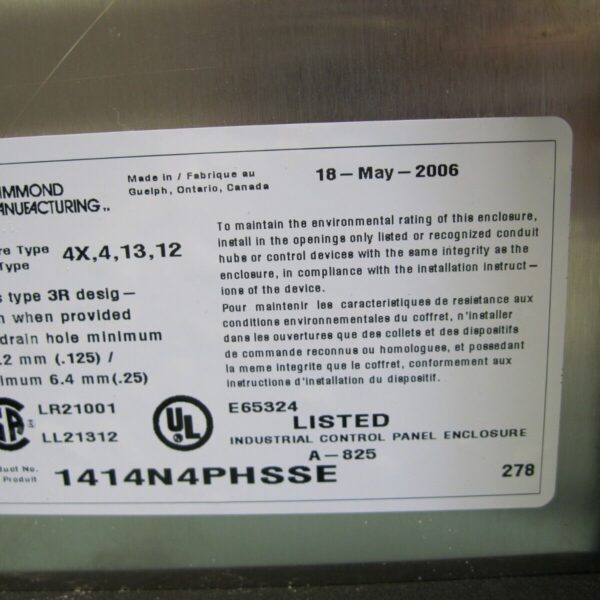 MMOND
ANUFACTURING™
Made in / Fabrique au
Guelph, Ontario, Canada
18-May-2006
re Type
Type
4X,4,13,12
s type 3R desig-
n when provided
drain hole minimum
.2 mm (.125) /
nimum 6.4 mm(.25)
To maintain the environmental rating of this enclosure,
install in the openings only listed or recognized conduit
hubs or control devices with the same integrity as the
enclosure, in compliance with the installation instruct-
ions of the device.
Pour maintenir les caracteristiques de resistance aux
conditions environnementales du coffret, n'installer
dans les ouvertures que des collets et des dispositifs
de commande reconnus ou homologues, et possedant
la meme integrite que le coffret, conformement aux
instructions d'installation du dispositif.
LR21001
LL21312
UL
E65324
LISTED
INDUSTRIAL CONTROL PANEL ENCLOSURE
A-825
duct No.
Produit
1414N4PHSSE
278